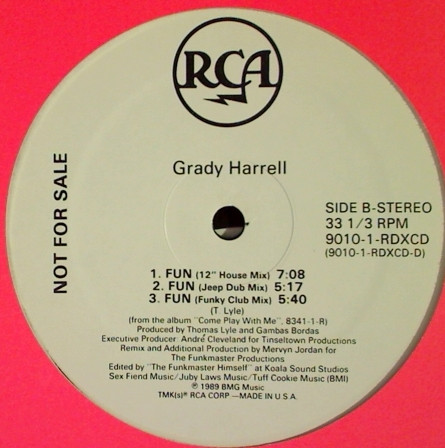 RCA
Grady Harrell
NOT FOR SALE
SIDE B-STEREO
33 1/3 RPM
9010-1-RDXCD
(9010-1-RDXCD-D)
1. FUN (12" House Mix) 7:08
2. FUN (Jeep Dub Mix) 5:17
3. FUN (Funky Club Mix) 5:40
(T. Lyle)
(from the album "Come Play With Me", 8341-1-R)
Produced by Thomas Lyle and Gambas Bordas
Executive Producer: André Cleveland for Tinseltown Productions
Remix and Additional Production by Mervyn Jordan for
The Funkmaster Productions
Edited by "The Funkmaster Himself" at Koala Sound Studios
Sex Fiend Music/Juby Laws Music/Tuff Cookie Music (BMI)
℗ 1989 BMG Music
TMK(s)® RCA CORP —MADE IN U.S.A.